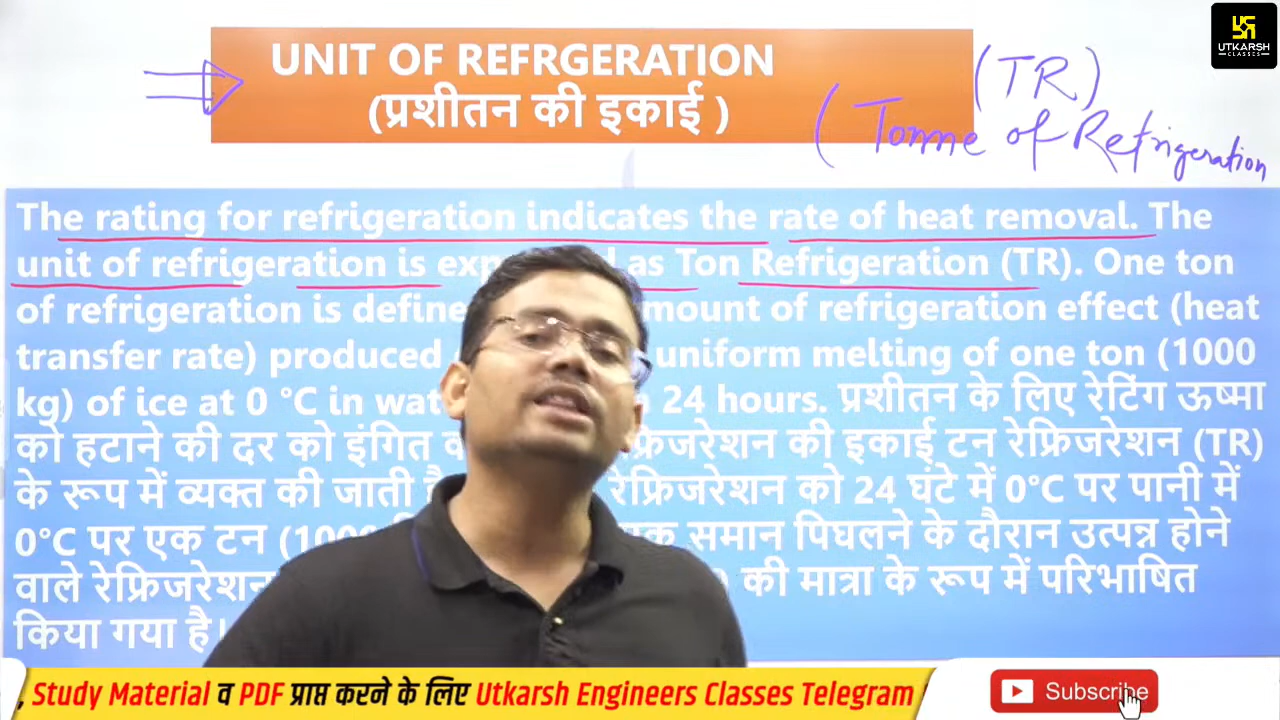 UNIT OF REFRGERATION
(प्रशीतन की इकाई )
(TR)
( Tonne of Refrigeration
UTKARSH
CLASSES
The rating for refrigeration indicates the rate of heat removal. The
unit of refrigeration is exp as Ton Refrigeration (TR). One ton
of refrigeration is define mount of refrigeration effect (heat
transfer rate) produced uniform melting of one ton (1000
kg) of ice at 0 °C in wat 24 hours. प्रशीतन के लिए रेटिंग ऊष्मा
को हटाने की दर को इंगित फ्रिजरेशन की इकाई टन रेफ्रिजरेशन (TR)
के रूप में व्यक्त की जाती रेफ्रिजरेशन को 24 घंटे में 0°C पर पानी में
0°C पर एक टन (100 समान पिघलने के दौरान उत्पन्न होने
वाले रेफ्रिजरेशन की मात्रा के रूप में परिभाषित
किया गया है।
, Study Material व PDF प्राप्त करने के लिए Utkarsh Engineers Classes Telegram
Subscribe